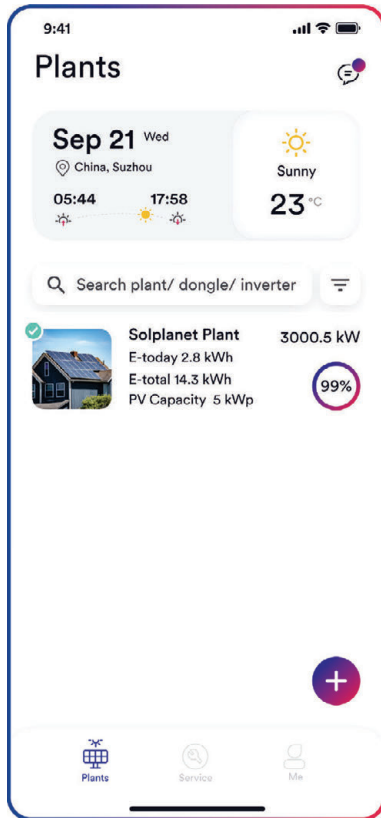 9:41
Plants
Sep 21 Wed
China, Suzhou
05:44 17:58
Sunny
23 °C
Search plant/ dongle/ inverter
Solplanet Plant 3000.5 kW
E-today 2.8 kWh
E-total 14.3 kWh
PV Capacity 5 kWp
99%
Plants Service Me